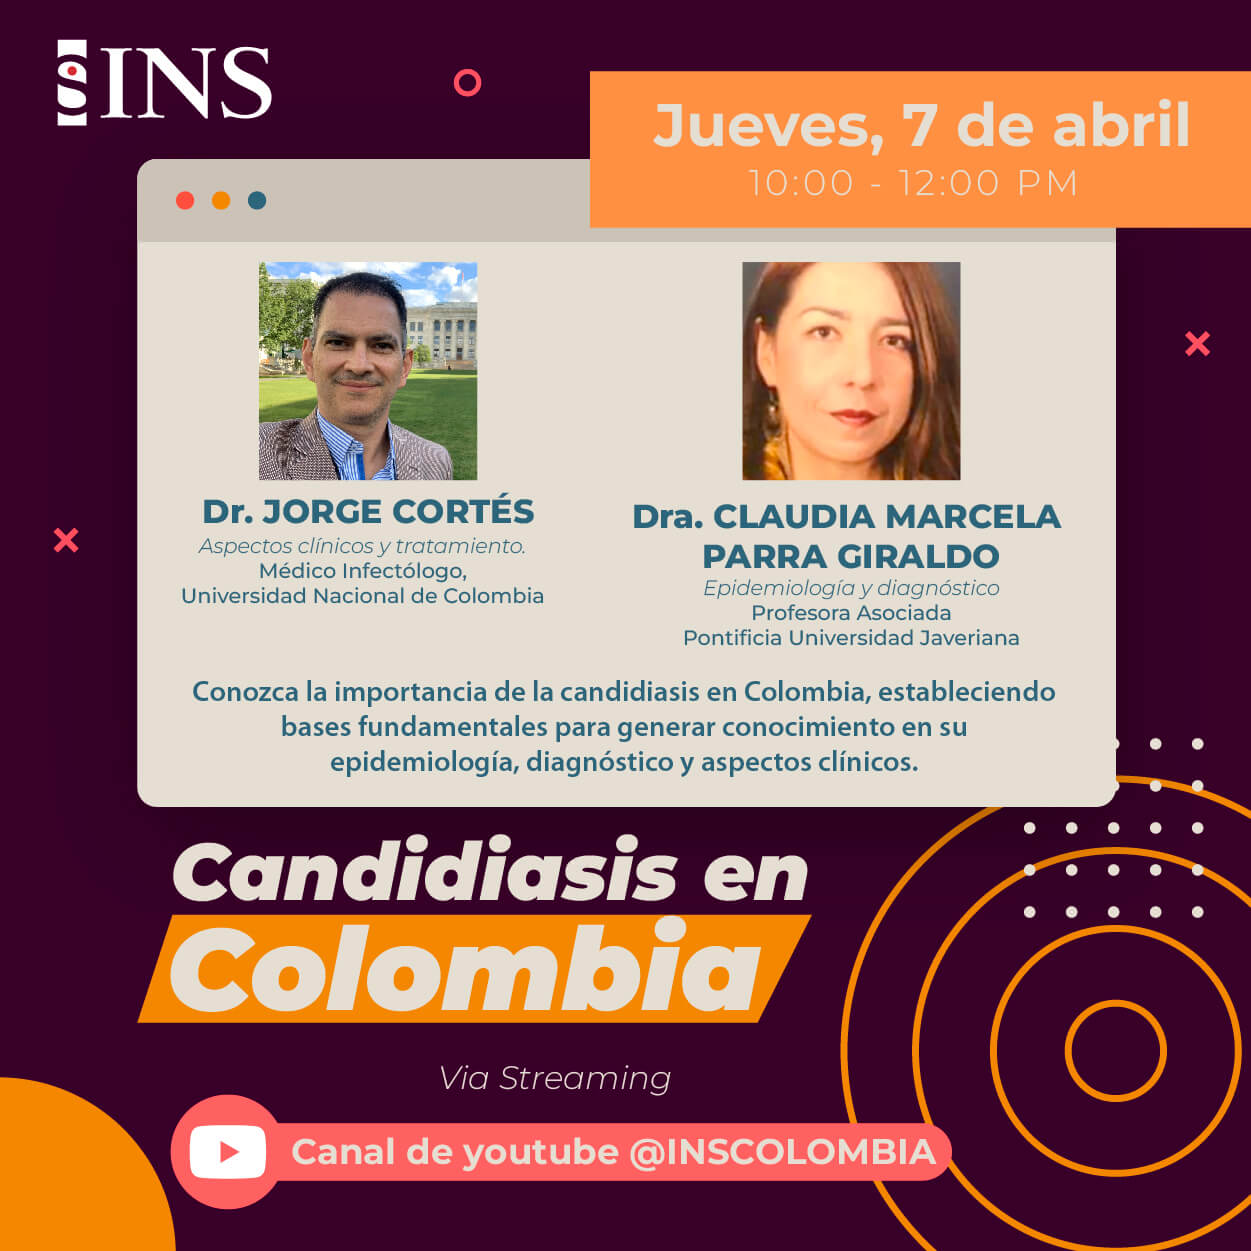 INS
Jueves, 7 de abril
10:00 - 12:00 PM
Dr. JORGE CORTÉS
Aspectos clínicos y tratamiento.
Médico Infectólogo,
Universidad Nacional de Colombia
Dra. CLAUDIA MARCELA
PARRA GIRALDO
Epidemiología y diagnóstico
Profesora Asociada
Pontificia Universidad Javeriana
Conozca la importancia de la candidiasis en Colombia, estableciendo
bases fundamentales para generar conocimiento en su
epidemiología, diagnóstico y aspectos clínicos.
Candidiasis en
Colombia
Via Streaming
Canal de youtube @INSCOLOMBIA